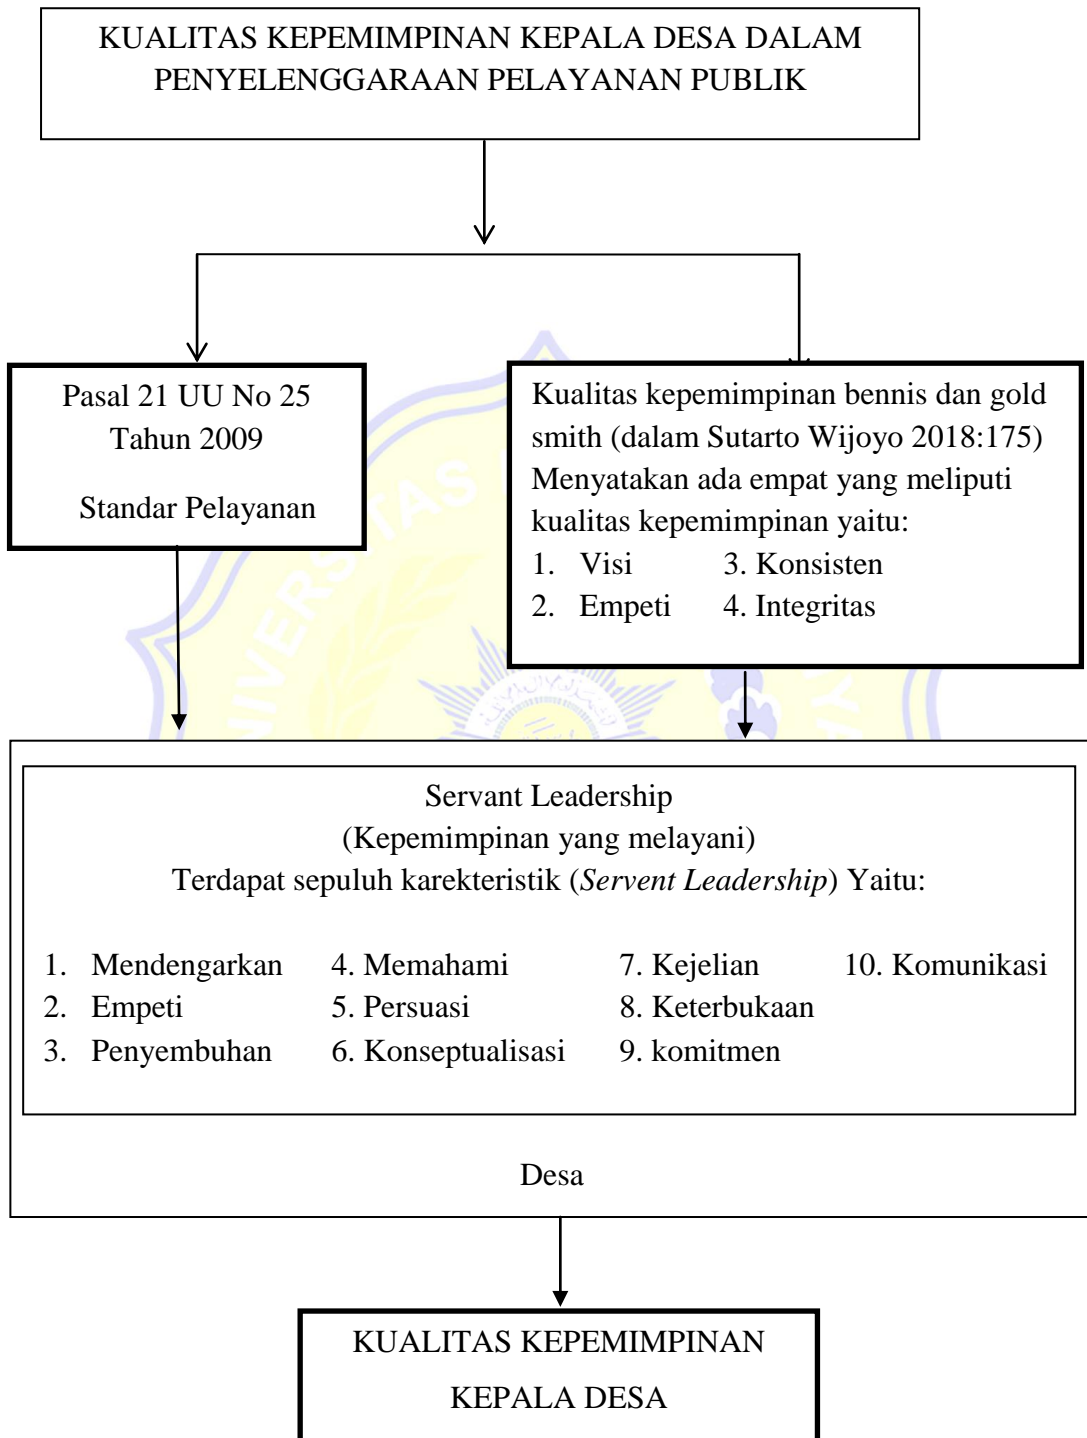 KUALITAS KEPEMIMPINAN KEPALA DESA DALAM
PENYELENGGARAAN PELAYANAN PUBLIK
Pasal 21 UU No 25
Tahun 2009
Standar Pelayanan
Kualitas kepemimpinan bennis dan gold
smith (dalam Sutarto Wijoyo 2018:175)
Menyatakan ada empat yang meliputi
kualitas kepemimpinan yaitu:
1. Visi 3. Konsisten
2. Empeti 4. Integritas
Servant Leadership
(Kepemimpinan yang melayani)
Terdapat sepuluh karekteristik (Servent Leadership) Yaitu:
1. Mendengarkan 4. Memahami 7. Kejelian 10. Komunikasi
2. Empeti 5. Persuasi 8. Keterbukaan
3. Penyembuhan 6. Konseptualisasi 9. komitmen
Desa
KUALITAS KEPEMIMPINAN
KEPALA DESA